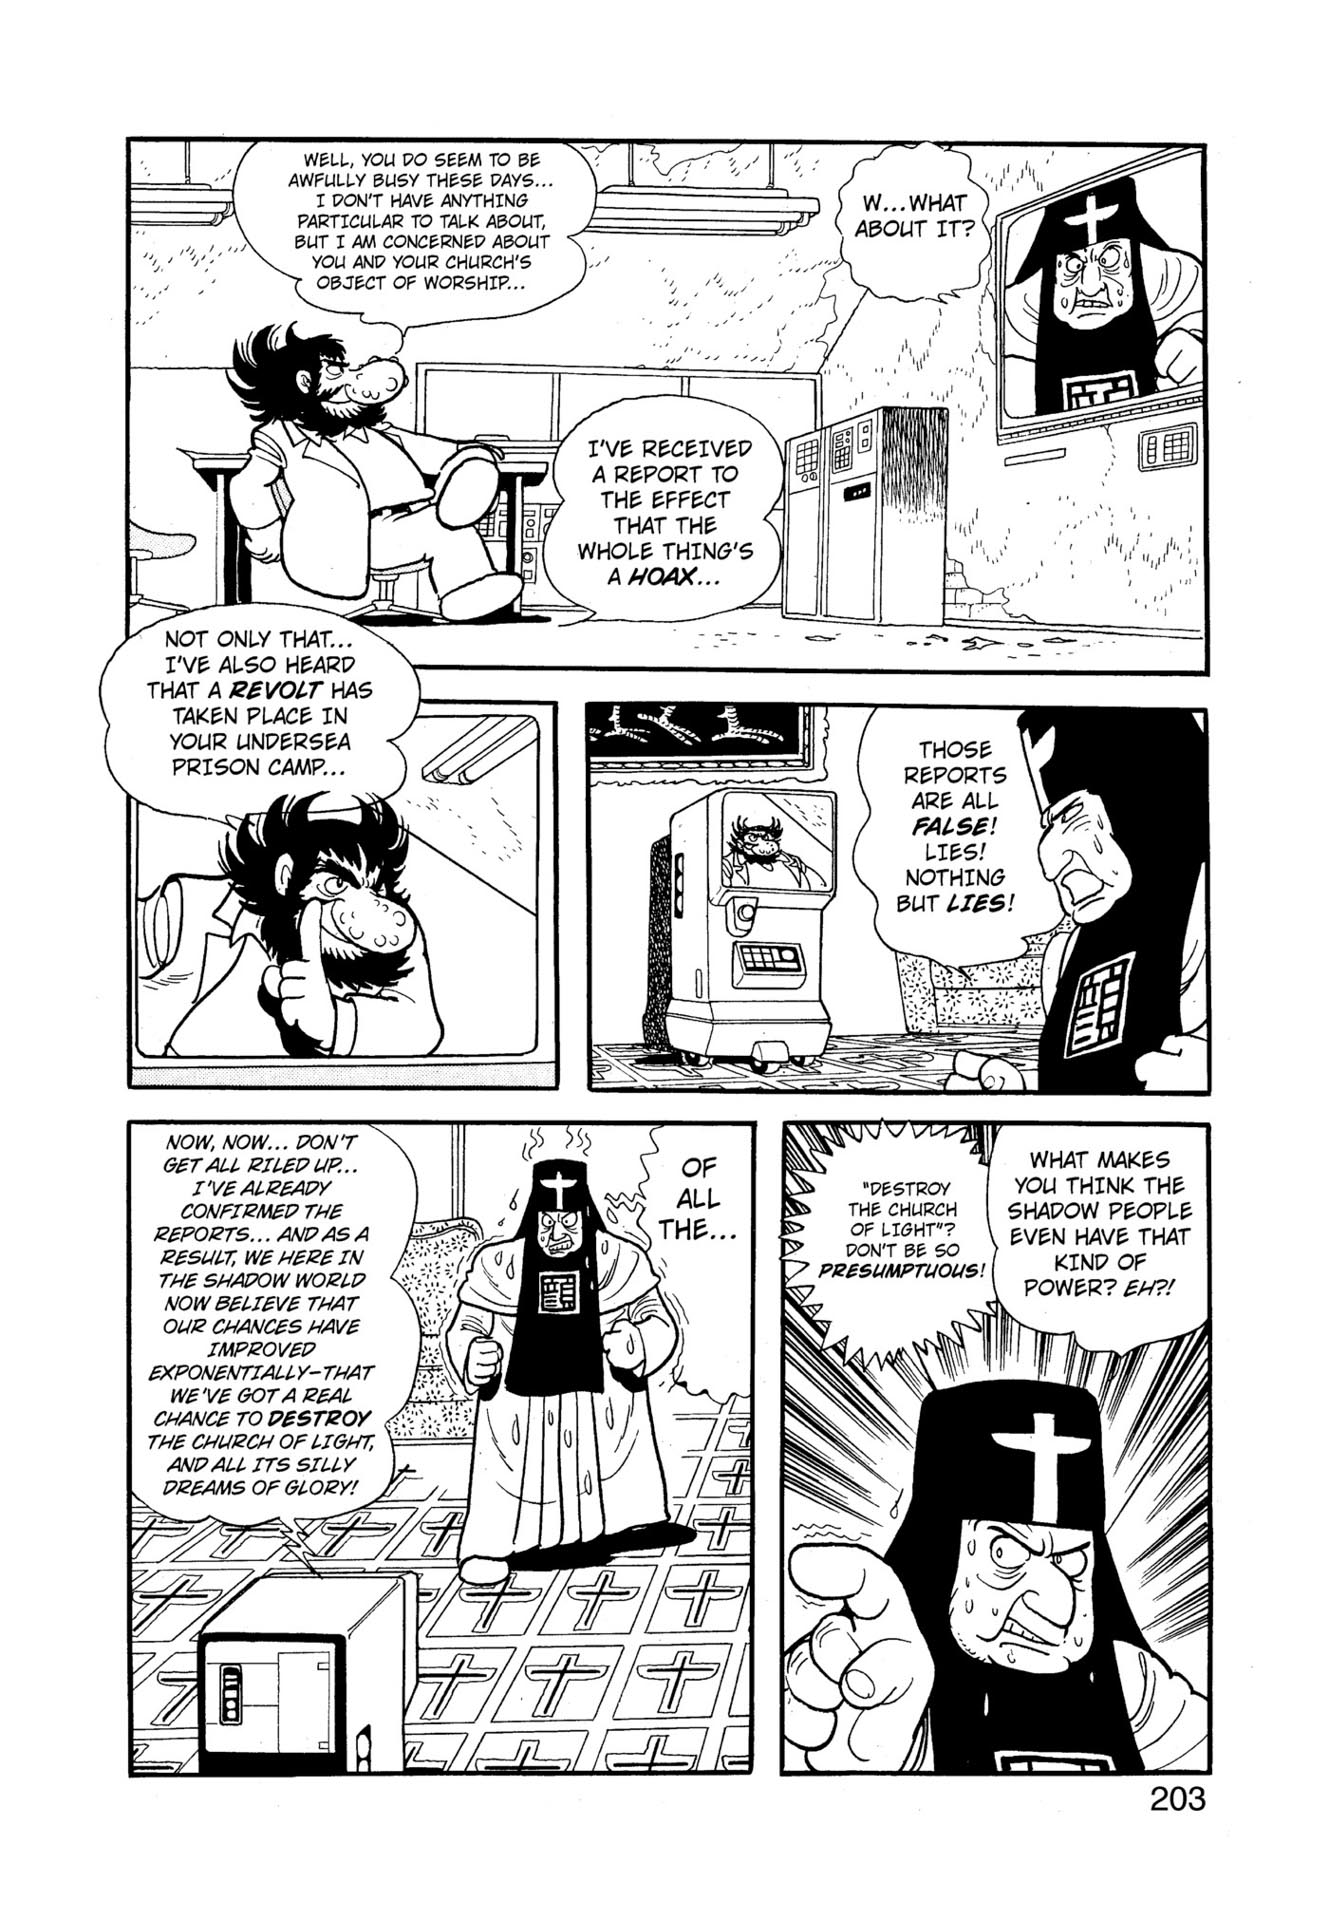 WELL, YOU DO SEEM TO BE
AWFULLY BUSY THESE DAYS...
I DON'T HAVE ANYTHING
PARTICULAR TO TALK ABOUT,
BUT I AM CONCERNED ABOUT
YOU AND YOUR CHURCH'S
OBJECT OF WORSHIP...
W...WHAT
ABOUT IT?
I'VE RECEIVED
A REPORT TO
THE EFFECT
THAT THE
WHOLE THING'S
A HOAX...
NOT ONLY THAT...
I'VE ALSO HEARD
THAT A REVOLT HAS
TAKEN PLACE IN
YOUR UNDERSEA
PRISON CAMP...
THOSE
REPORTS
ARE ALL
FALSE!
LIES!
NOTHING
BUT LIES!
NOW, NOW... DON'T
GET ALL RILED UP...
I'VE ALREADY
CONFIRMED THE
REPORTS... AND AS A
RESULT, WE HERE IN
THE SHADOW WORLD
NOW BELIEVE THAT
OUR CHANCES HAVE
IMPROVED
EXPONENTIALLY—THAT
WE'VE GOT A REAL
CHANCE TO DESTROY
THE CHURCH OF LIGHT,
AND ALL ITS SILLY
DREAMS OF GLORY!
OF
ALL
THE...
"DESTROY
THE CHURCH
OF LIGHT"?
DON'T BE SO
PRESUMPTUOUS!
WHAT MAKES
YOU THINK THE
SHADOW PEOPLE
EVEN HAVE THAT
KIND OF
POWER? EH?!
203